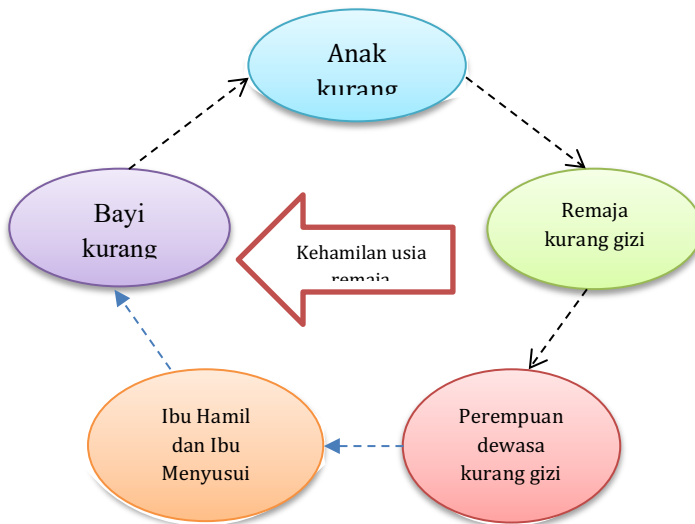 Anak
kurang
Remaja
kurang gizi
Bayi
kurang
Kehamilan usia
remaja
Ibu Hamil
dan Ibu
Menyusui
Perempuan
dewasa
kurang gizi